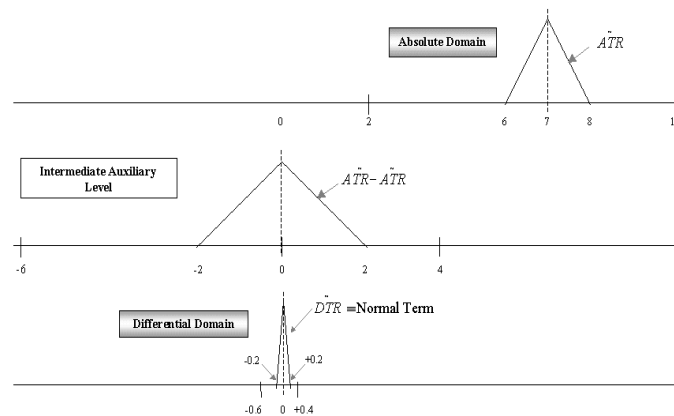 Absolute Domain
ATR̃
0 2 6 7 8 1
Intermediate Auxiliary
Level
ATR̃ – ATR̃
-6 -2 0 2 4
Differential Domain
DTR̃ =Normal Term
-0.2 +0.2
-0.6 0 +0.4